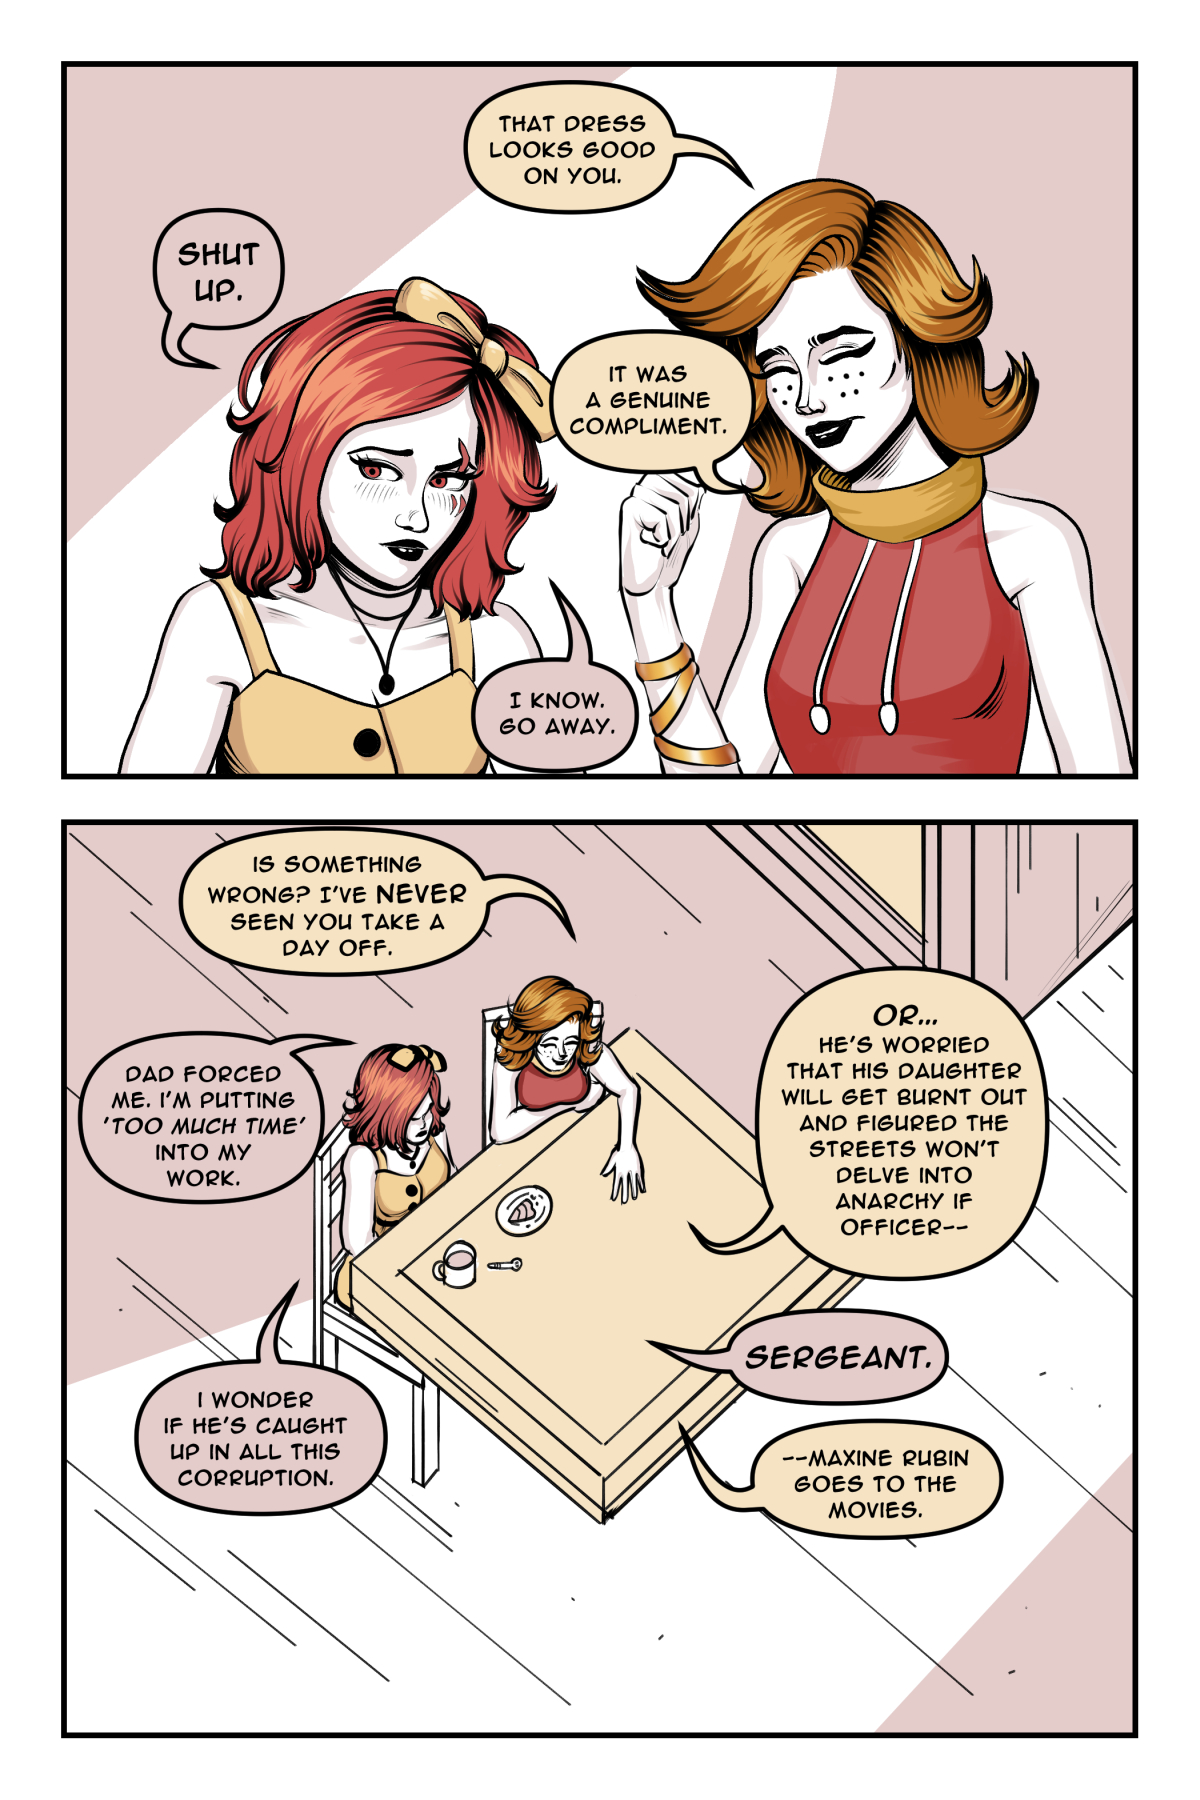 THAT DRESS
LOOKS GOOD
ON YOU.
SHUT
UP.
IT WAS
A GENUINE
COMPLIMENT.
I KNOW.
GO AWAY.
IS SOMETHING
WRONG? I'VE NEVER
SEEN YOU TAKE A
DAY OFF.
DAD FORCED
ME. I'M PUTTING
'TOO MUCH TIME'
INTO MY
WORK.
OR...
HE'S WORRIED
THAT HIS DAUGHTER
WILL GET BURNT OUT
AND FIGURED THE
STREETS WON'T
DELVE INTO
ANARCHY IF
OFFICER--
SERGEANT.
--MAXINE RUBIN
GOES TO THE
MOVIES.
I WONDER
IF HE'S CAUGHT
UP IN ALL THIS
CORRUPTION.